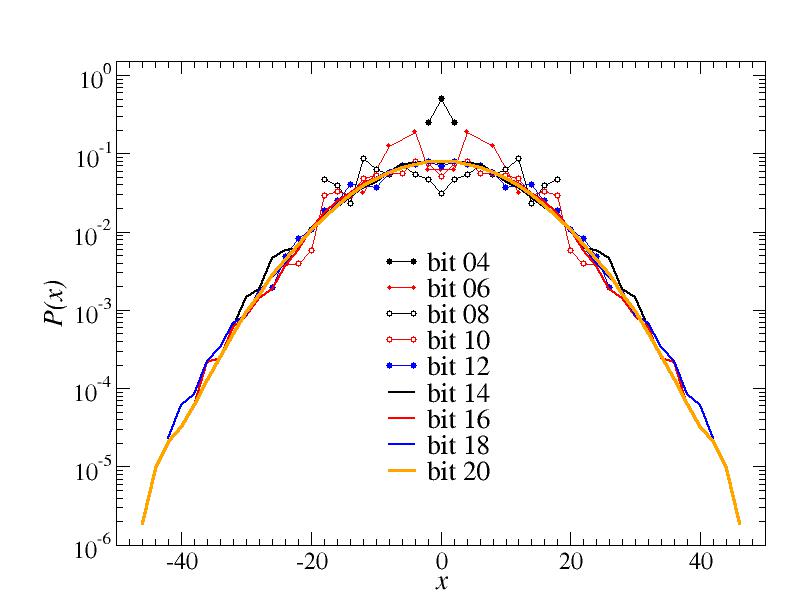 10^0
10^-1
10^-2
10^-3
10^-4
10^-5
10^-6
P(x)
bit 04
bit 06
bit 08
bit 10
bit 12
bit 14
bit 16
bit 18
bit 20
-40 -20 0 20 40
x